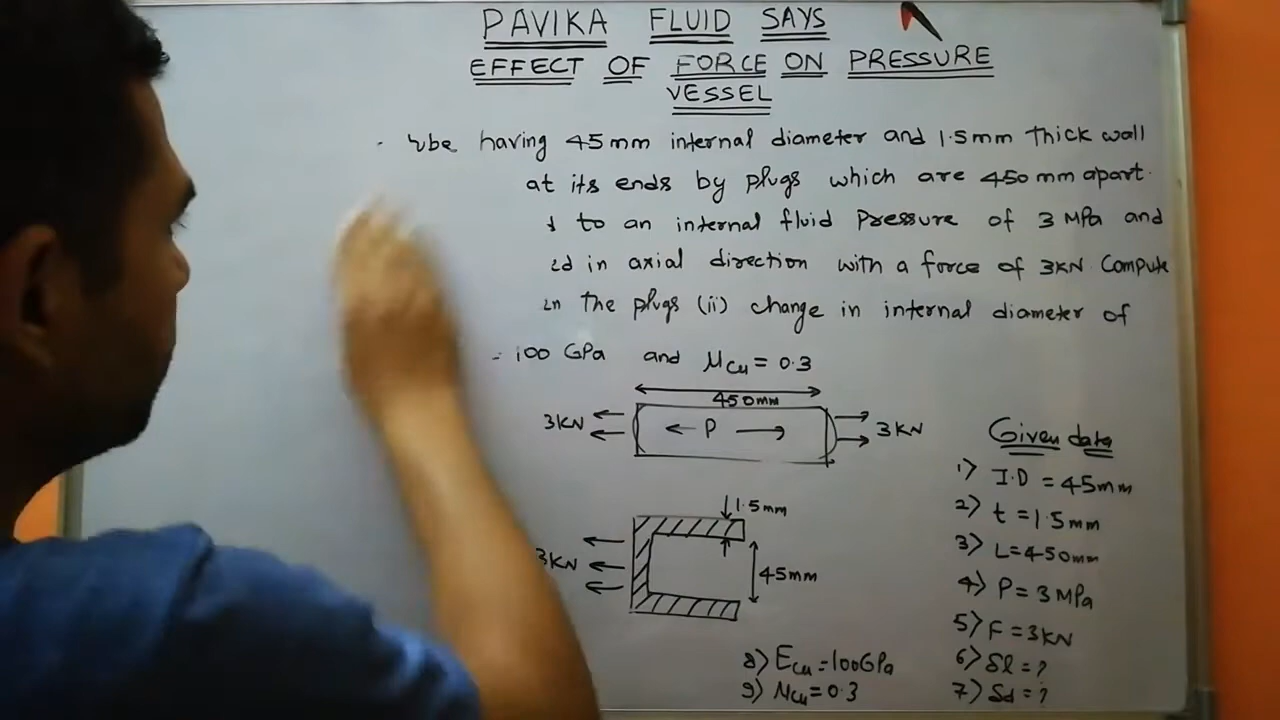 PAVIKA FLUID SAYS
EFFECT OF FORCE ON PRESSURE
VESSEL
having 45mm internal diameter and 1.5mm thick wall
at its ends by plugs which are 450mm apart.
to an internal fluid pressure of 3 MPa and
in axial direction with a force of 3KN Compute
the plugs (ii) change in internal diameter of
100 GPa and μCu = 0.3
450mm
3KN
P
3KN
1.5mm
3KN
45mm
Given data
1) I.D = 45mm
2) t = 1.5mm
3) L = 450mm
4) P = 3 MPa
5) F = 3KN
6) δl = ?
7) δd = ?
8) ECu = 100GPa
9) μCu = 0.3